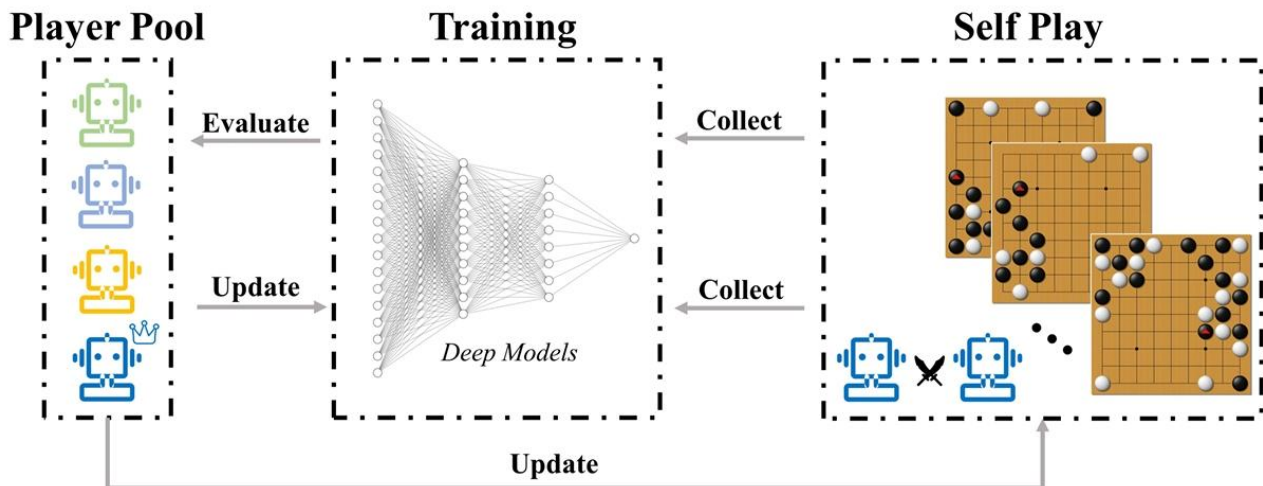 Player Pool
Training
Self Play
Evaluate
Collect
Update
Collect
Deep Models
Update